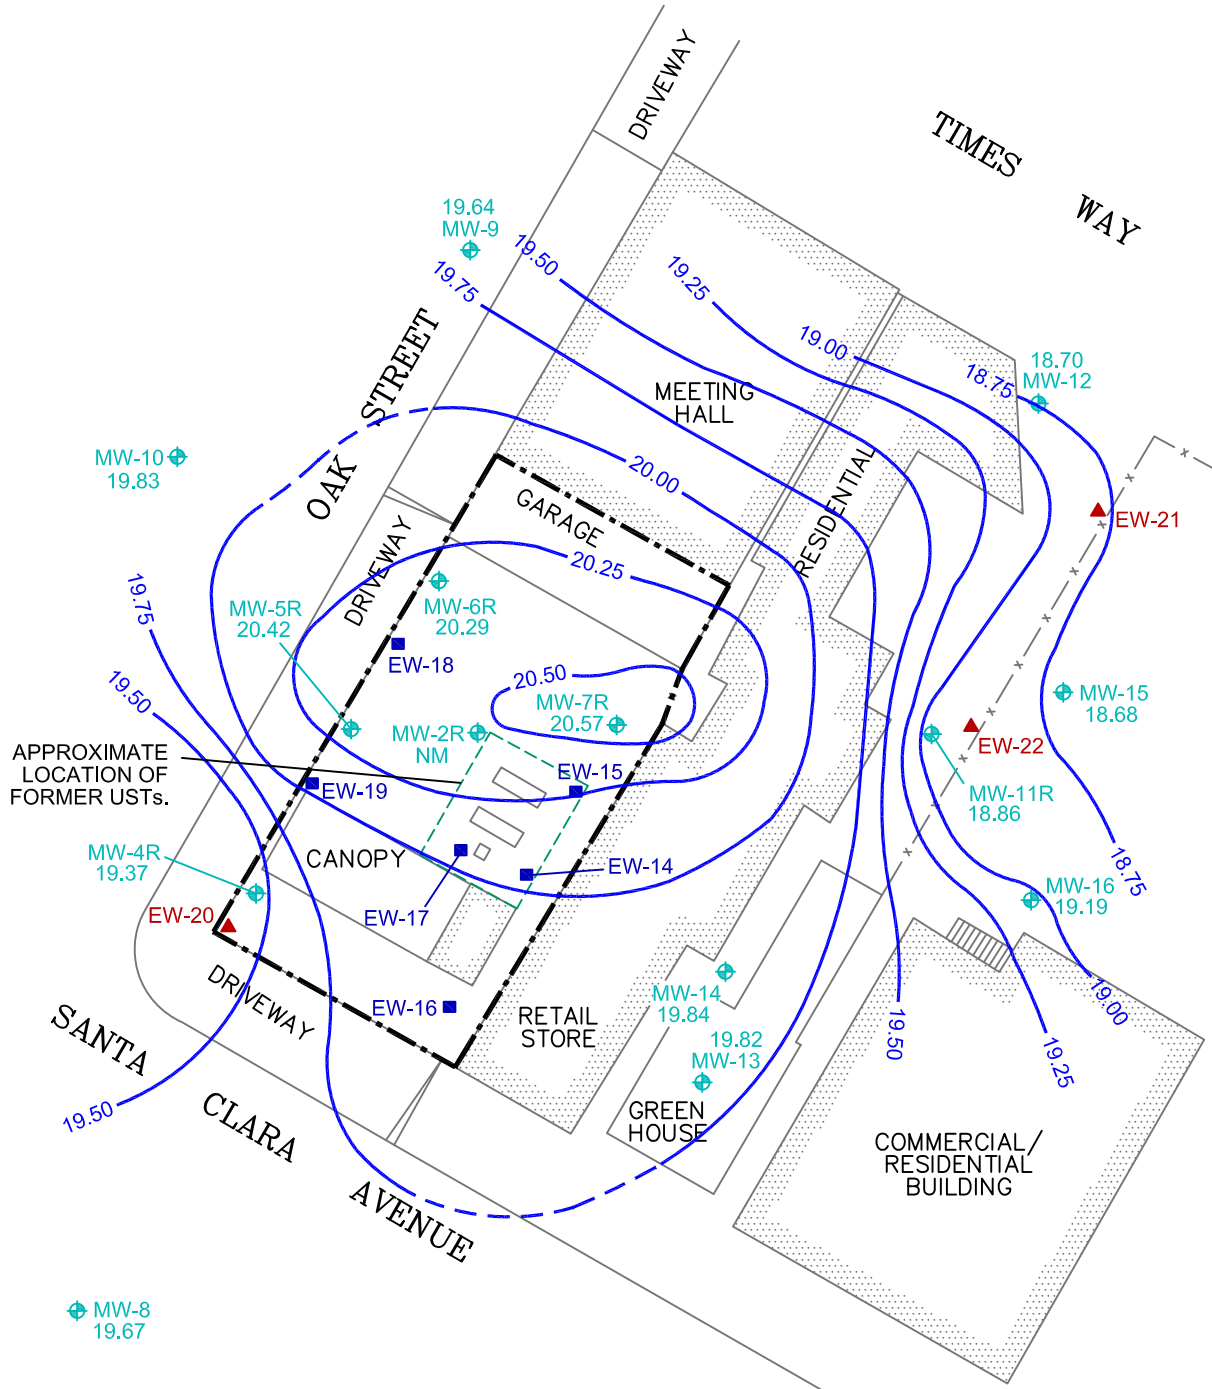 DRIVEWAY
TIMES
WAY
19.64
MW-9
19.50
19.75
19.25
19.00
18.75
18.70
MW-12
OAK STREET
MEETING
HALL
MW-10
19.83
20.00
GARAGE
RESIDENTIAL
EW-21
DRIVEWAY
20.25
19.75
MW-5R
20.42
MW-6R
20.29
EW-18
19.50
20.50
MW-7R
20.57
MW-15
18.68
MW-2R
NM
EW-22
APPROXIMATE
LOCATION OF
FORMER USTs.
EW-15
EW-19
MW-11R
18.86
MW-4R
19.37
CANOPY
EW-14
18.75
MW-16
19.19
EW-20
EW-17
DRIVEWAY
MW-14
19.84
19.00
EW-16
RETAIL
STORE
19.82
MW-13
19.50
19.25
SANTA
CLARA
AVENUE
19.50
GREEN
HOUSE
COMMERCIAL/
RESIDENTIAL
BUILDING
MW-8
19.67